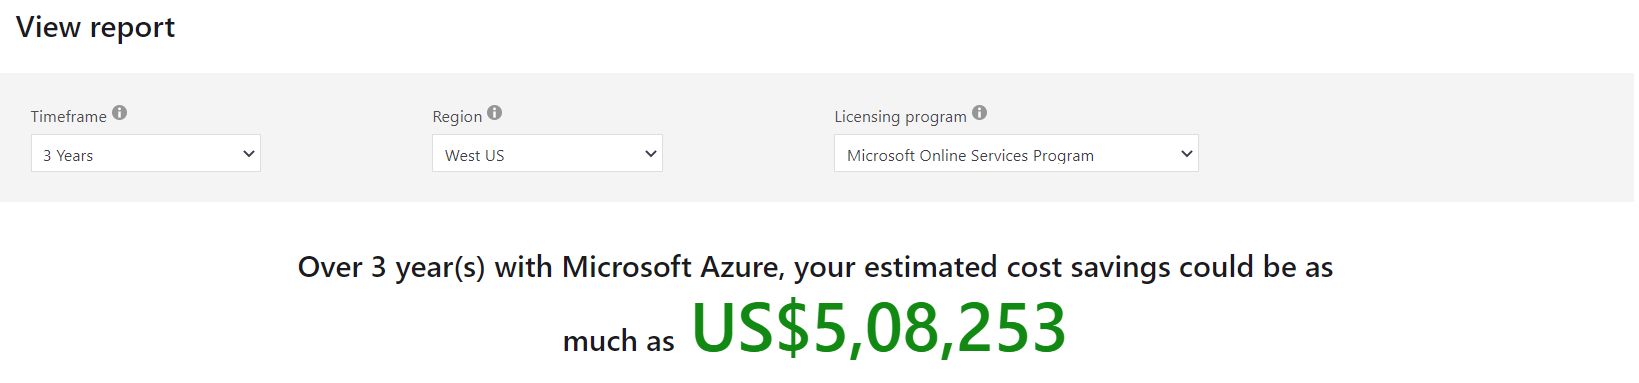 View report
Timeframe
Region
Licensing program
3 Years
West US
Microsoft Online Services Program
Over 3 year(s) with Microsoft Azure, your estimated cost savings could be as
much as US$5,08,253